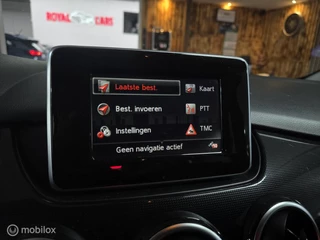 ROYAL CARS
Laatste best. Kaart
Best. invoeren PTT
Instellingen TMC
Geen navigatie actief
mobilox